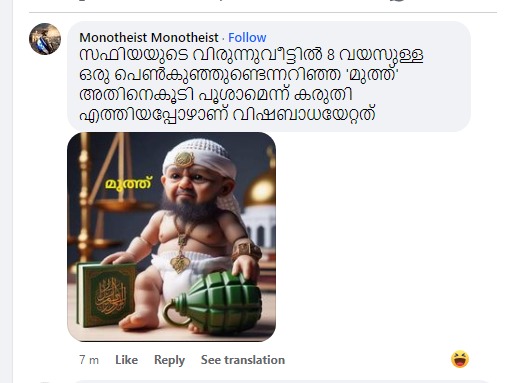 Monotheist Monotheist · Follow
സഫിയയുടെ വിരുന്നുവീട്ടിൽ 8 വയസുള്ള
ഒരു പെൺകുഞ്ഞുണ്ടെന്നറിഞ്ഞ 'മുത്ത്'
അതിനെകൂടി പൂശാമെന്ന് കരുതി
എത്തിയപ്പോഴാണ് വിഷബാധയേറ്റത്
മുത്ത്
7 m Like Reply See translation